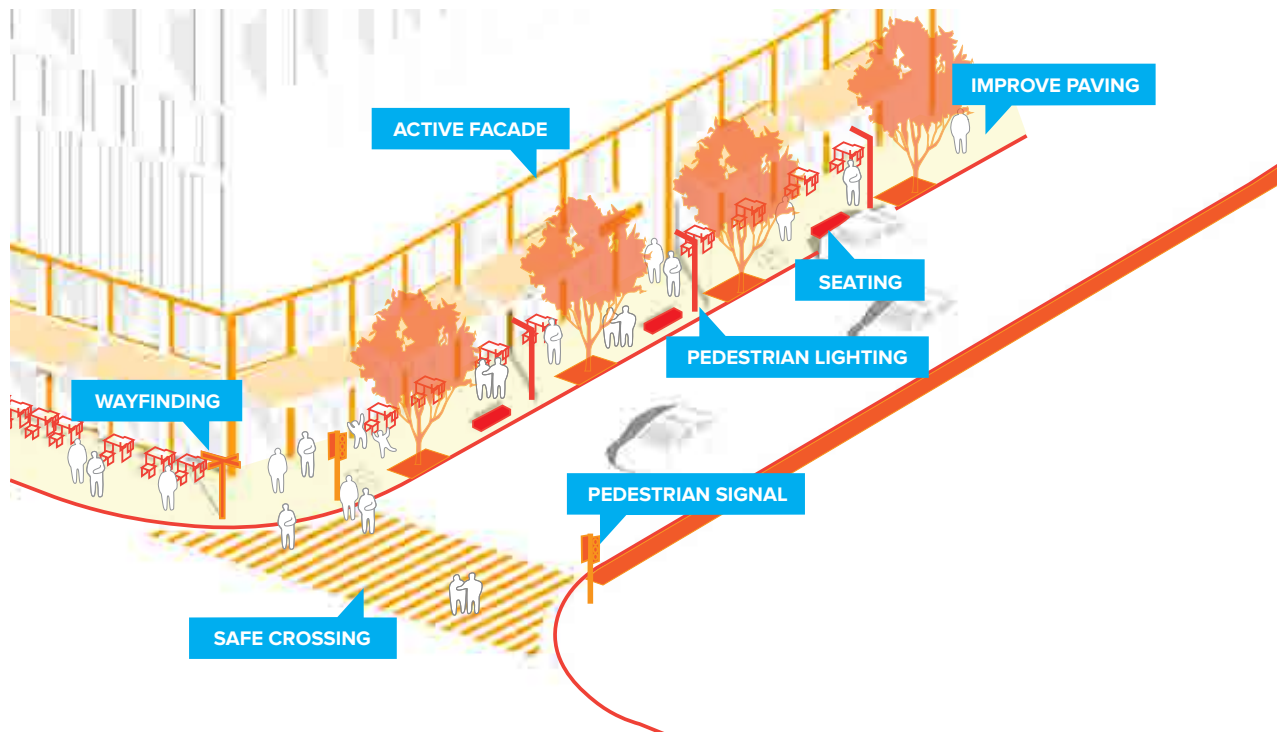 IMPROVE PAVING
ACTIVE FACADE
SEATING
PEDESTRIAN LIGHTING
WAYFINDING
PEDESTRIAN SIGNAL
SAFE CROSSING